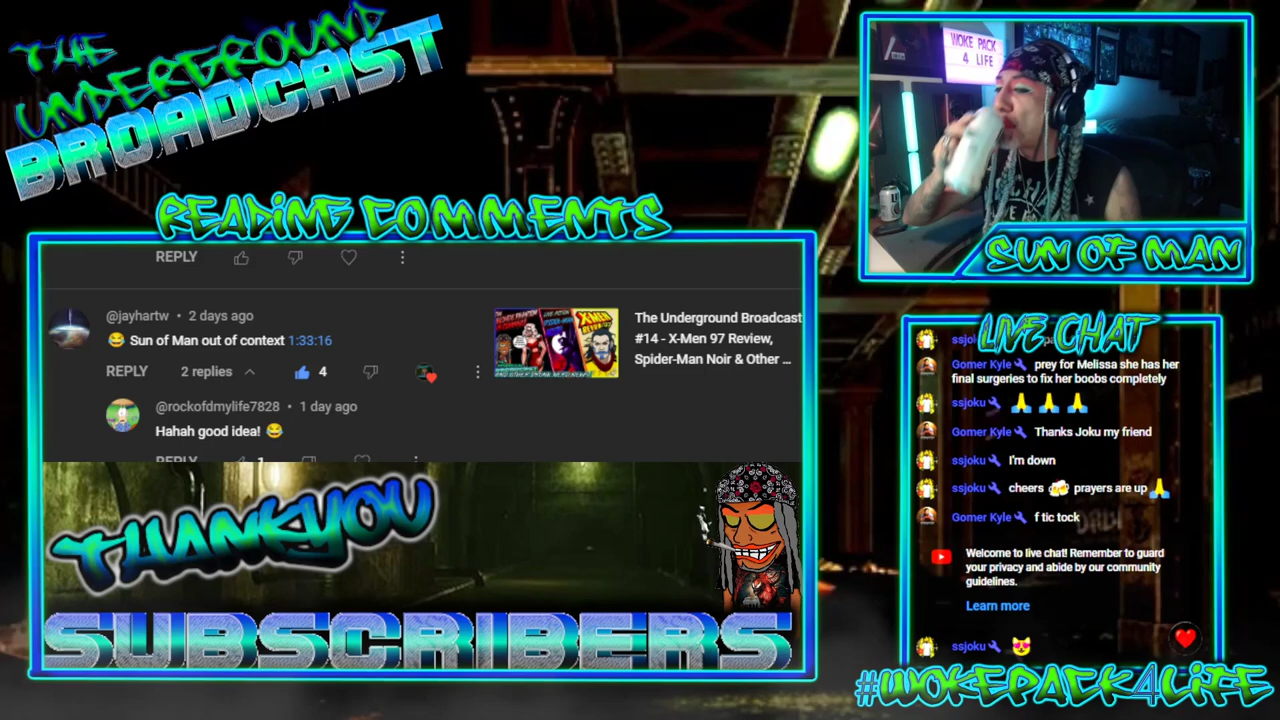 THE
UNDERGROUND
BROADCAST
WOKE PACK
4 LIFE
SUN OF MAN
READING COMMENTS
REPLY
@jayhartw • 2 days ago
😂 Sun of Man out of context 1:33:16
REPLY 2 replies 4
The Underground Broadcast
#14 - X-Men 97 Review,
Spider-Man Noir & Other ...
@rockofdmylife7828 • 1 day ago
Hahah good idea! 😂
REPLY 1
THANKYOU
SUBSCRIBERS
LIVE CHAT
Gomer Kyle prey for Melissa she has her
final surgeries to fix her boobs completely
ssjoku 🙏 🙏 🙏
Gomer Kyle Thanks Joku my friend
ssjoku I'm down
ssjoku cheers 🍻 prayers are up 🙏
Gomer Kyle f tic tock
Welcome to live chat! Remember to guard
your privacy and abide by our community
guidelines.
Learn more
ssjoku 😻
#WOKEPACK4LIFE